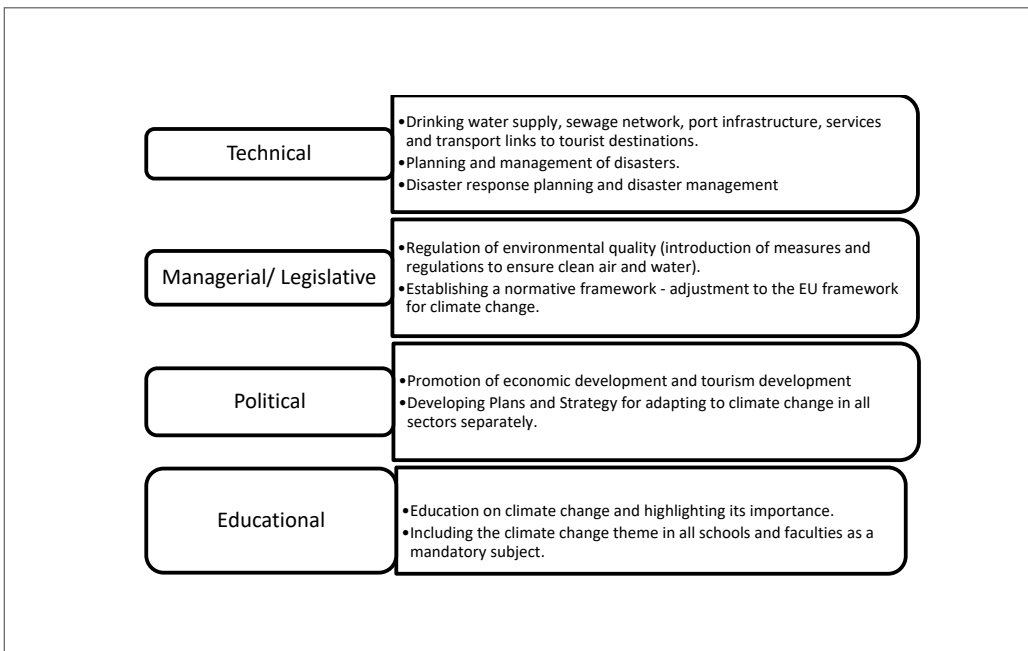 Technical
•Drinking water supply, sewage network, port infrastructure, services
and transport links to tourist destinations.
•Planning and management of disasters.
•Disaster response planning and disaster management
Managerial/ Legislative
•Regulation of environmental quality (introduction of measures and
regulations to ensure clean air and water).
•Establishing a normative framework - adjustment to the EU framework
for climate change.
Political
•Promotion of economic development and tourism development
•Developing Plans and Strategy for adapting to climate change in all
sectors separately.
Educational
•Education on climate change and highlighting its importance.
•Including the climate change theme in all schools and faculties as a
mandatory subject.